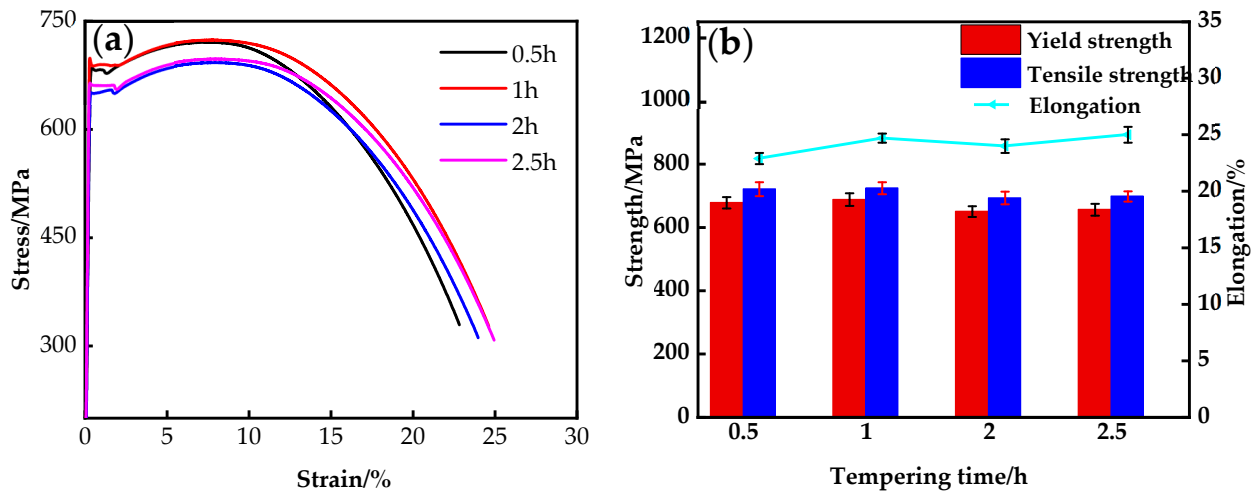 (a)
0.5h
1h
2h
2.5h
750
600
450
300
Stress/MPa
0 5 10 15 20 25 30
Strain/%
(b)
Yield strength
Tensile strength
Elongation
1200
1000
800
600
400
200
0
Strength/MPa
35
30
25
20
15
10
5
0
Elongation/%
0.5 1 2 2.5
Tempering time/h